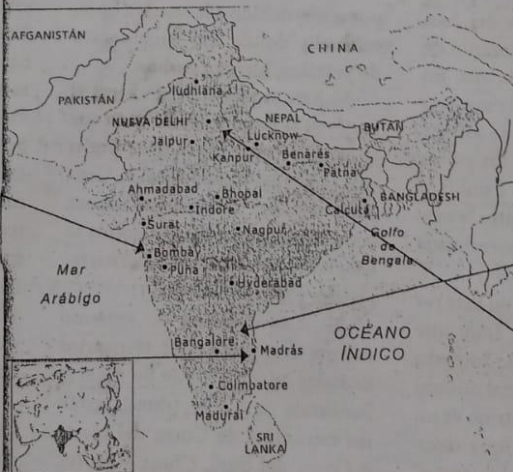 AFGANISTÁN
CHINA
Iudhiana
PAKISTÁN
NUEVA DELHI
NEPAL
BUTÁN
Jaipur
Lucknow
Kanpur
Benarés
Patna
Ahmadabad
Bhopal
BANGLADESH
Indore
Calcuta
Surat
Nagpur
Golfo
de
Bengala
Bombay
Mar
Arábigo
Puna
Hyderabad
OCÉANO
ÍNDICO
Bangalore
Madrás
Coimbatore
Madurai
SRI
LANKA